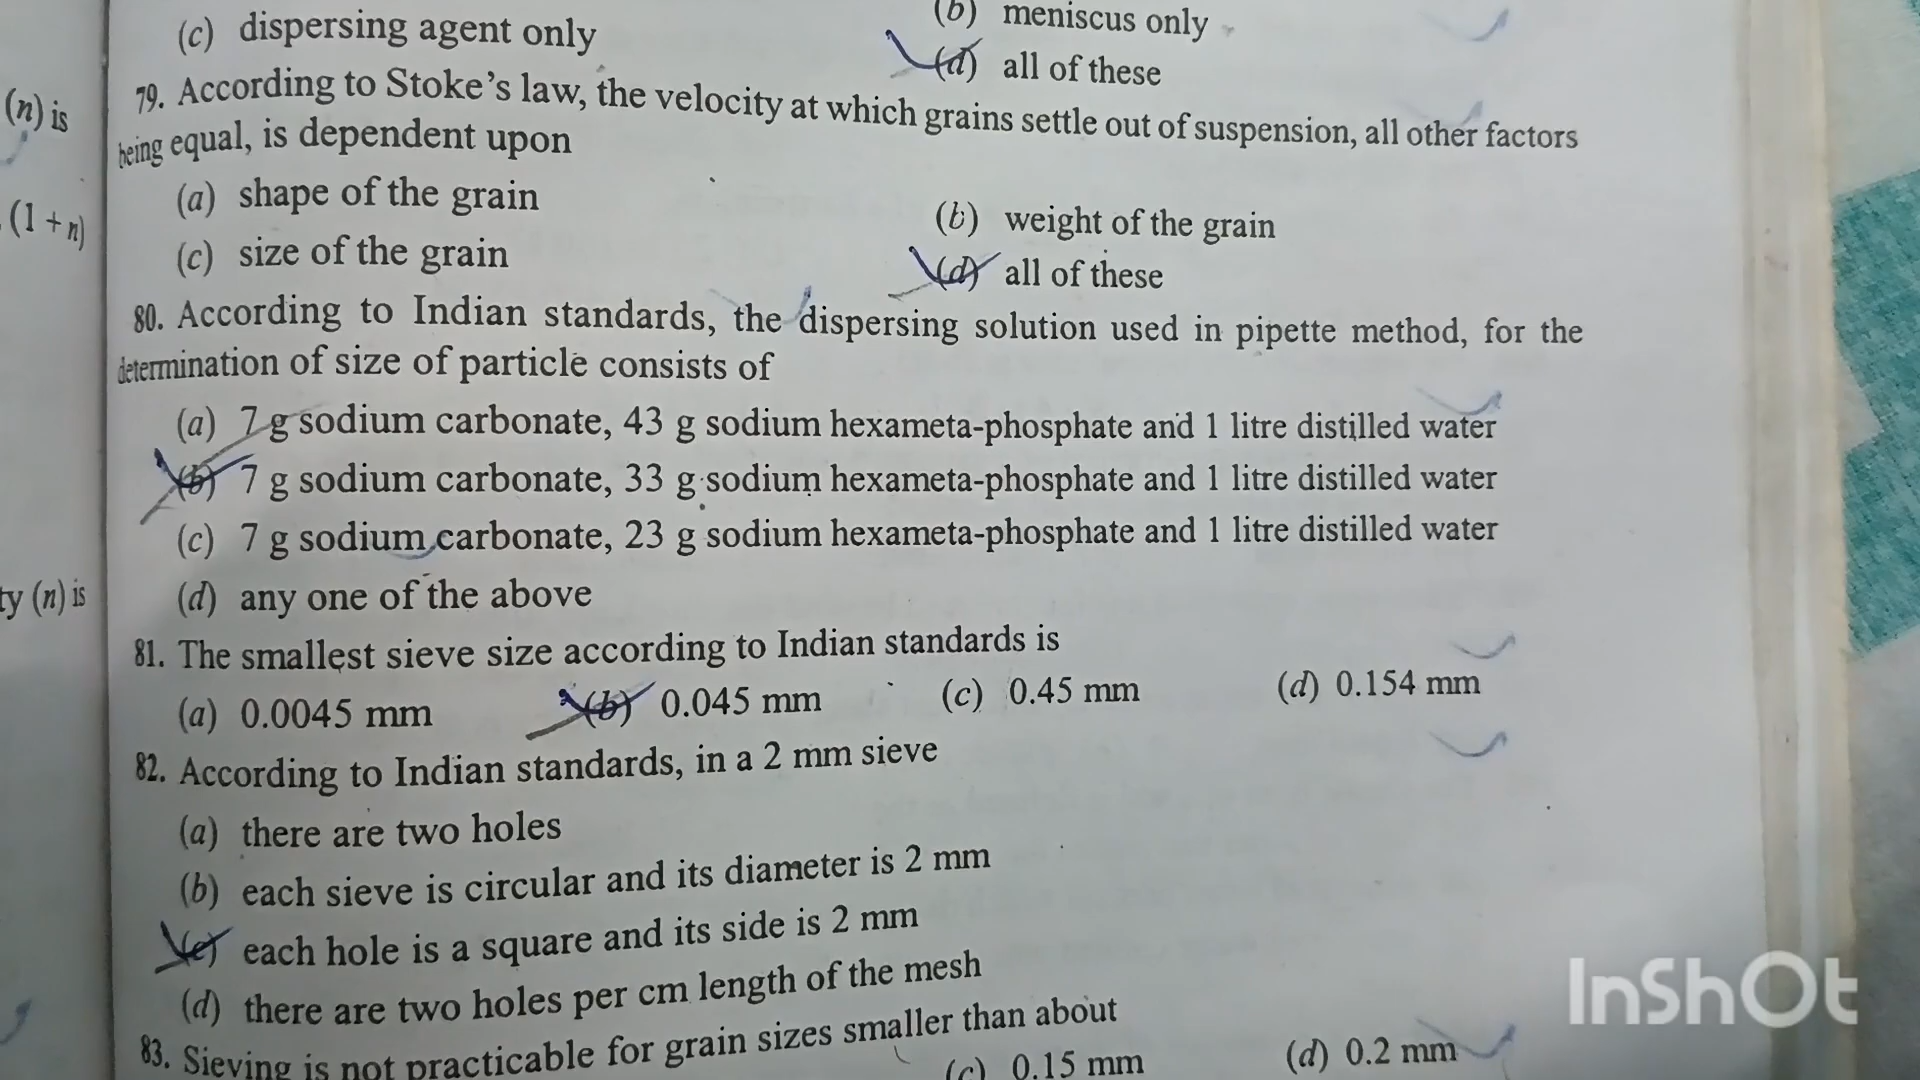 (b) meniscus only
(c) dispersing agent only
(d) all of these
(n) is
79. According to Stoke's law, the velocity at which grains settle out of suspension, all other factors
being equal, is dependent upon
(a) shape of the grain
(1 + n)
(b) weight of the grain
(c) size of the grain
(d) all of these
80. According to Indian standards, the dispersing solution used in pipette method, for the
determination of size of particle consists of
(a) 7 g sodium carbonate, 43 g sodium hexameta-phosphate and 1 litre distilled water
(b) 7 g sodium carbonate, 33 g sodium hexameta-phosphate and 1 litre distilled water
(c) 7 g sodium carbonate, 23 g sodium hexameta-phosphate and 1 litre distilled water
ty (n) is
(d) any one of the above
81. The smallest sieve size according to Indian standards is
(a) 0.0045 mm (b) 0.045 mm (c) 0.45 mm (d) 0.154 mm
82. According to Indian standards, in a 2 mm sieve
(a) there are two holes
(b) each sieve is circular and its diameter is 2 mm
(c) each hole is a square and its side is 2 mm
(d) there are two holes per cm length of the mesh
83. Sieving is not practicable for grain sizes smaller than about
(c) 0.15 mm (d) 0.2 mm
InShOt